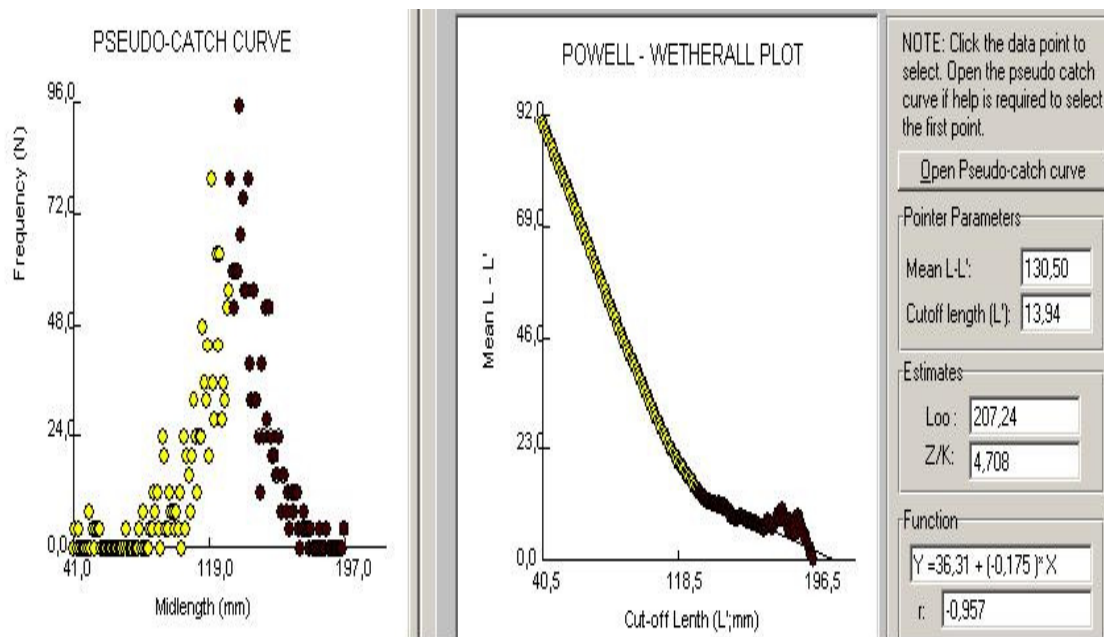 PSEUDO-CATCH CURVE
Frequency (N)
96,0
72,0
48,0
24,0
0,0
41,0 119,0 197,0
Midlength (mm)
POWELL - WETHERALL PLOT
Mean L - L'
92,0
69,0
46,0
23,0
0,0
40,5 118,5 196,5
Cut-off Lenth (L';mm)
NOTE: Click the data point to
select. Open the pseudo catch
curve if help is required to select
the first point.
Open Pseudo-catch curve
Pointer Parameters
Mean L-L': 130,50
Cutoff length (L'): 13,94
Estimates
Loo : 207,24
Z/K: 4,708
Function
Y =36,31 + (-0,175 )* X
r: -0,957